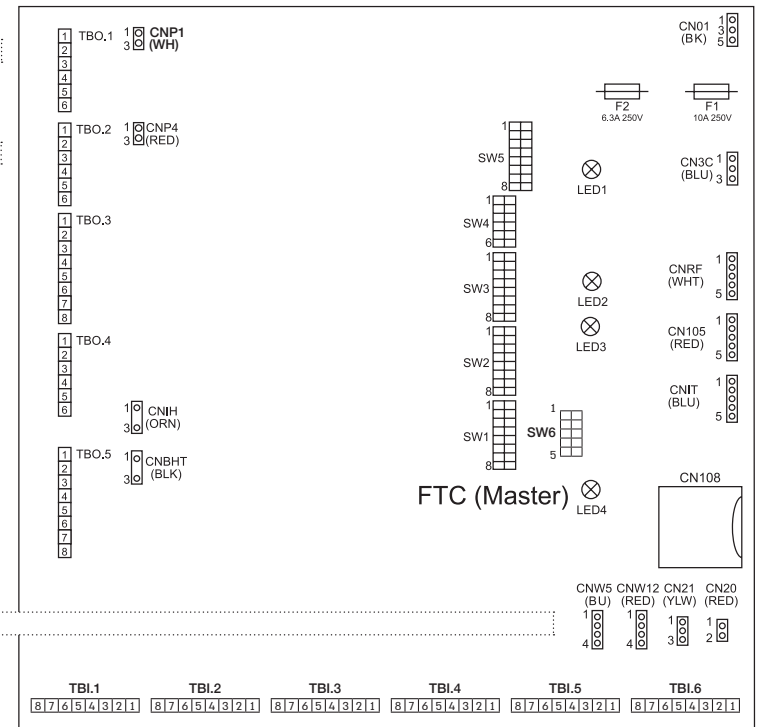 1 TBO.1 1 CNP1
2 3 (WH)
3
4
5
6
CN01 1
(BK) 3
5
F2 F1
6.3A 250V 10A 250V
1 TBO.2 1 CNP4
2 3 (RED)
3
4
5
6
1
SW5
8
LED1
CN3C 1
(BLU) 3
1 TBO.3
2
3
4
5
6
7
8
1
SW4
6
1
SW3
8
LED2
CNRF 1
(WHT)
5
LED3
CN105 1
(RED)
5
1 TBO.4
2
3
4
5
6
1
SW2
8
1 CNIH
3 (ORN)
CNIT 1
(BLU)
5
1
SW1
8
1
SW6
5
1 TBO.5 1 CNBHT
2 3 (BLK)
3
4
5
6
7
8
FTC (Master)
LED4
CN108
CNW5 CNW12 CN21 CN20
(BU) (RED) (YLW) (RED)
1 1 1 1
4 4 3 2
TBI.1 TBI.2 TBI.3 TBI.4 TBI.5 TBI.6
8 7 6 5 4 3 2 1 8 7 6 5 4 3 2 1 8 7 6 5 4 3 2 1 8 7 6 5 4 3 2 1 8 7 6 5 4 3 2 1 8 7 6 5 4 3 2 1